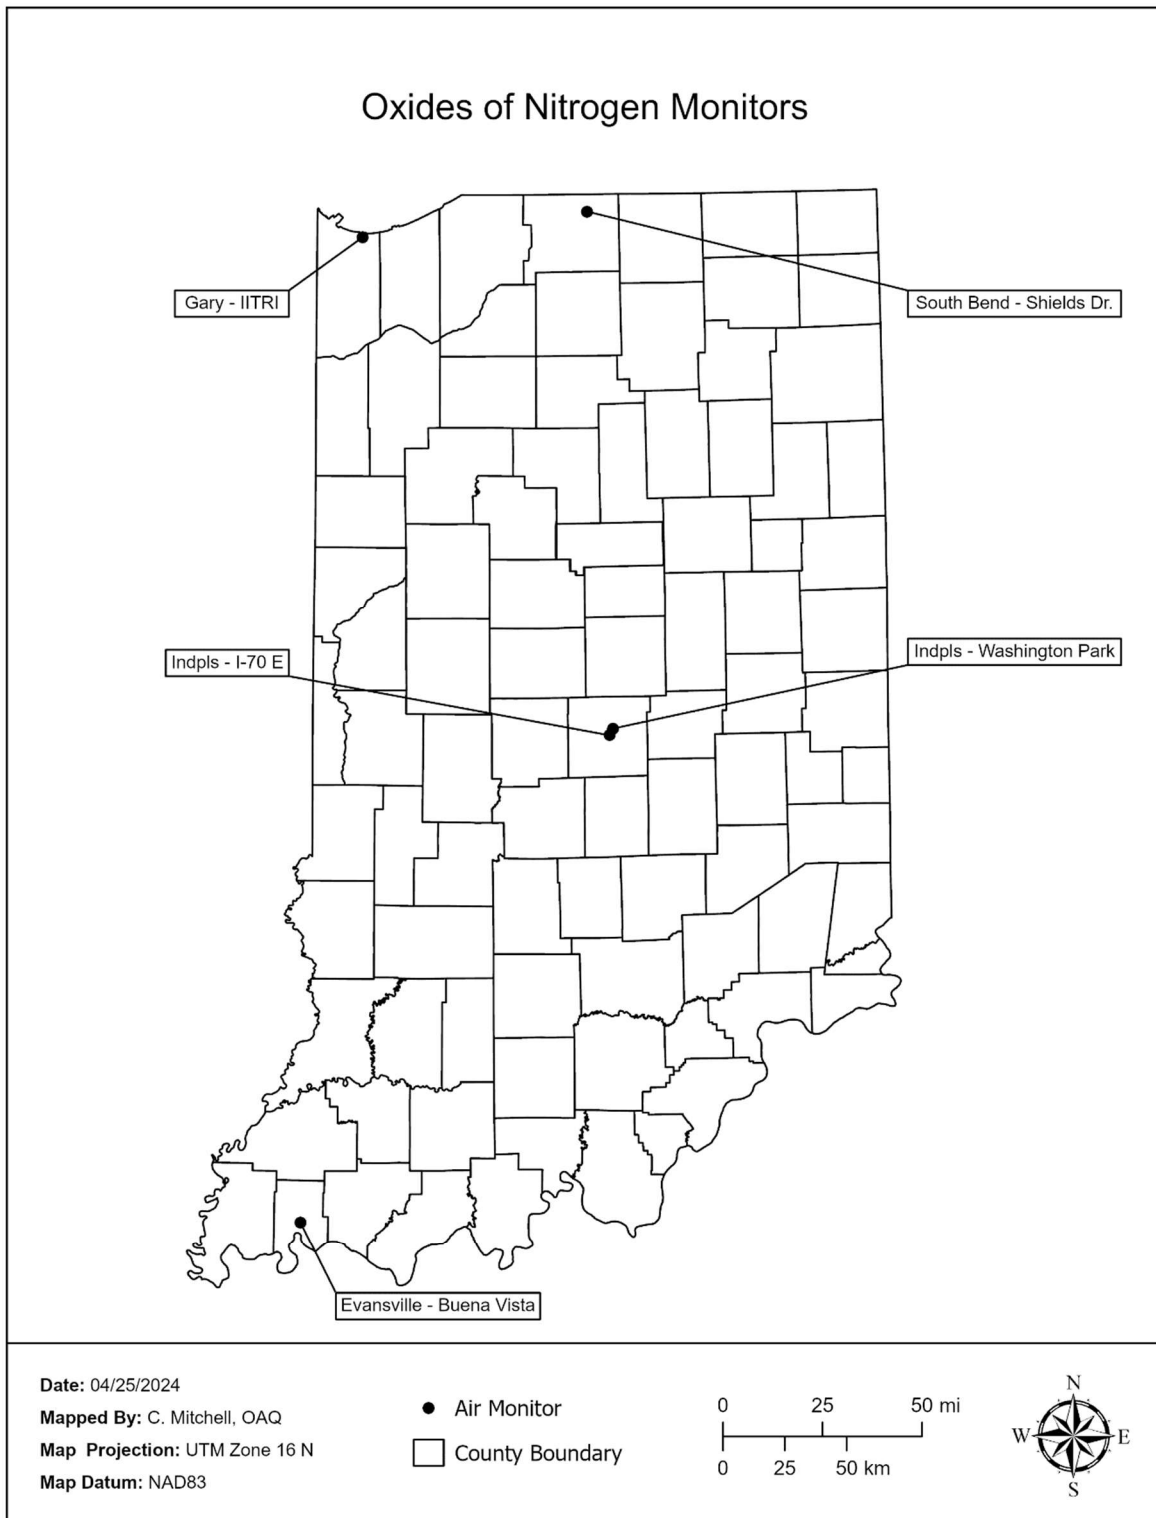 Oxides of Nitrogen Monitors
Gary - IITRI
South Bend - Shields Dr.
Indpls - I-70 E
Indpls - Washington Park
Evansville - Buena Vista
Date: 04/25/2024
Mapped By: C. Mitchell, OAQ
Map Projection: UTM Zone 16 N
Map Datum: NAD83
Air Monitor
County Boundary
0 25 50 mi
0 25 50 km
N
W E
S